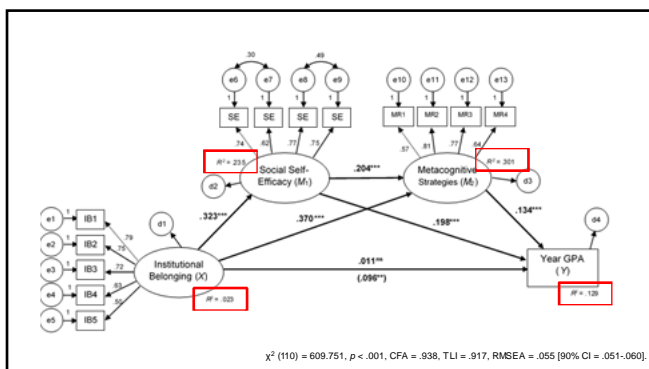 .30
.49
e6
e7
e8
e9
e10
e11
e12
e13
1
1
1
1
1
1
1
1
SE
SE
SE
SE
MR1
MR2
MR3
MR4
.74
.62
.77
.75
.57
.81
.77
.64
R² = .235
R² = .301
Social Self-
Efficacy (M₁)
.204***
Metacognitive
Strategies (M₂)
d2
d3
.323***
.370***
.198***
.134***
d1
d4
e1
1
IB1
e2
1
IB2
e3
1
IB3
e4
1
IB4
e5
1
IB5
.79
.75
.72
.63
.50
Institutional
Belonging (X)
R² = .023
.011ns
(.096**)
Year GPA
(Y)
R² = .129
χ² (110) = 609.751, p < .001, CFA = .938, TLI = .917, RMSEA = .055 [90% CI = .051-.060].